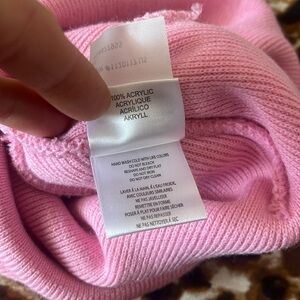 100% ACRYLIC
ACRYLIQUE
ACRÍLICO
AKRYLL
HAND WASH COLD WITH LIKE COLORS
DO NOT BLEACH
RESHAPE AND DRY FLAT
DO NOT IRON
DO NOT DRY CLEAN
LAVER À LA MAIN, À L'EAU FROIDE,
AVEC COULEURS SIMILAIRES
NE PAS JAVELLISER
REMETTRE EN FORME.
POSER À PLAT POUR FAIRE SÉCHER
NE PAS REPASSER
NE PAS NETTOYER À SEC